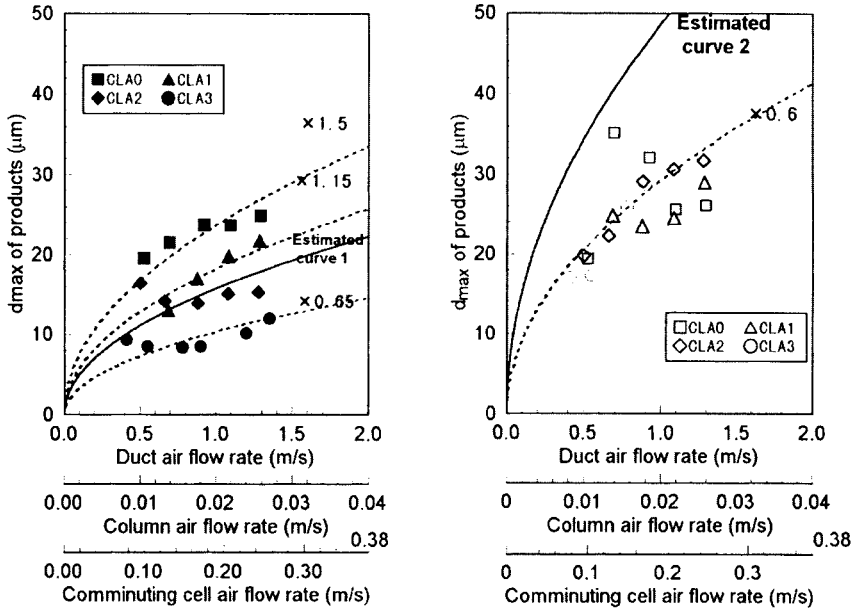 50
40
30
20
10
0
dmax of products (μm)
CLA0 CLA1
CLA2 CLA3
×1.5
×1.15
Estimated
curve 1
×0.65
0.0 0.5 1.0 1.5 2.0
Duct air flow rate (m/s)
0.00 0.01 0.02 0.03 0.04
Column air flow rate (m/s)
0.38
0.00 0.10 0.20 0.30
Comminuting cell air flow rate (m/s)
50
40
30
20
10
0
dmax of products (μm)
Estimated
curve 2
×0.6
CLA0 CLA1
CLA2 CLA3
0.0 0.5 1.0 1.5 2.0
Duct air flow rate (m/s)
0 0.01 0.02 0.03 0.04
Column air flow rate (m/s)
0.38
0 0.1 0.2 0.3
Comminuting cell air flow rate (m/s)